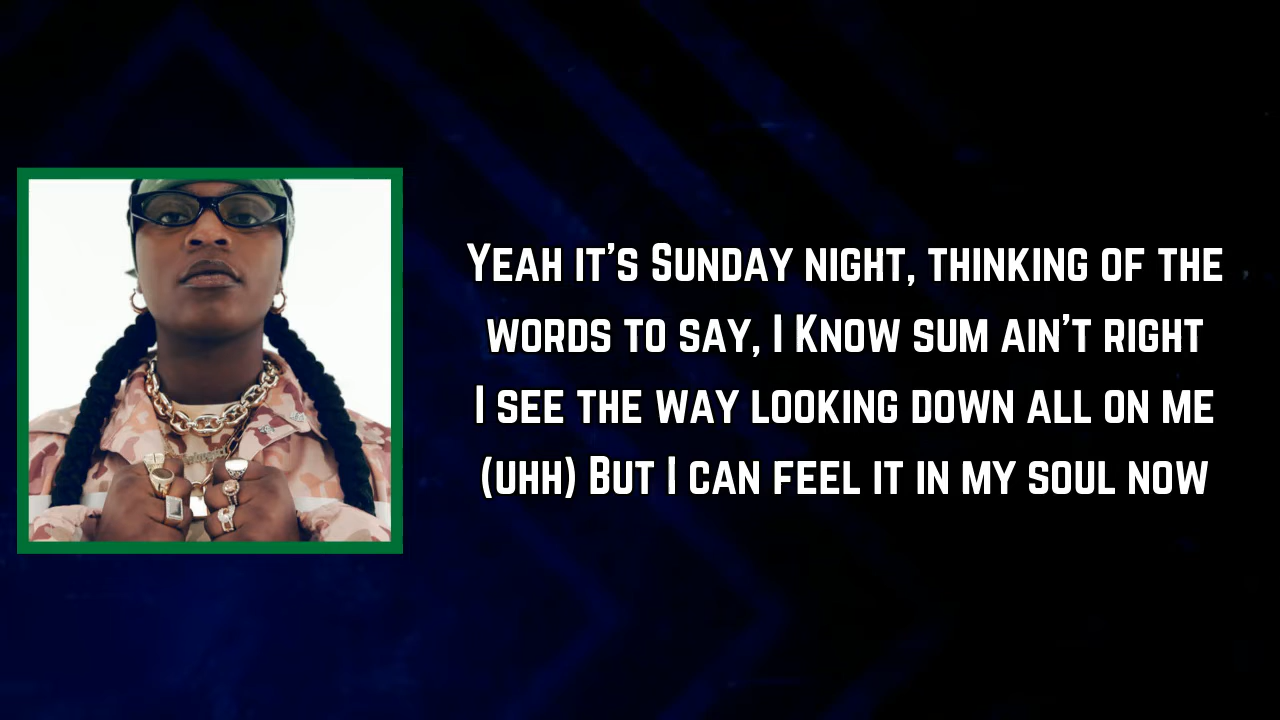 Yeah it's Sunday night, thinking of the
words to say, I Know sum ain't right
I see the way looking down all on me
(uhh) But I can feel it in my soul now